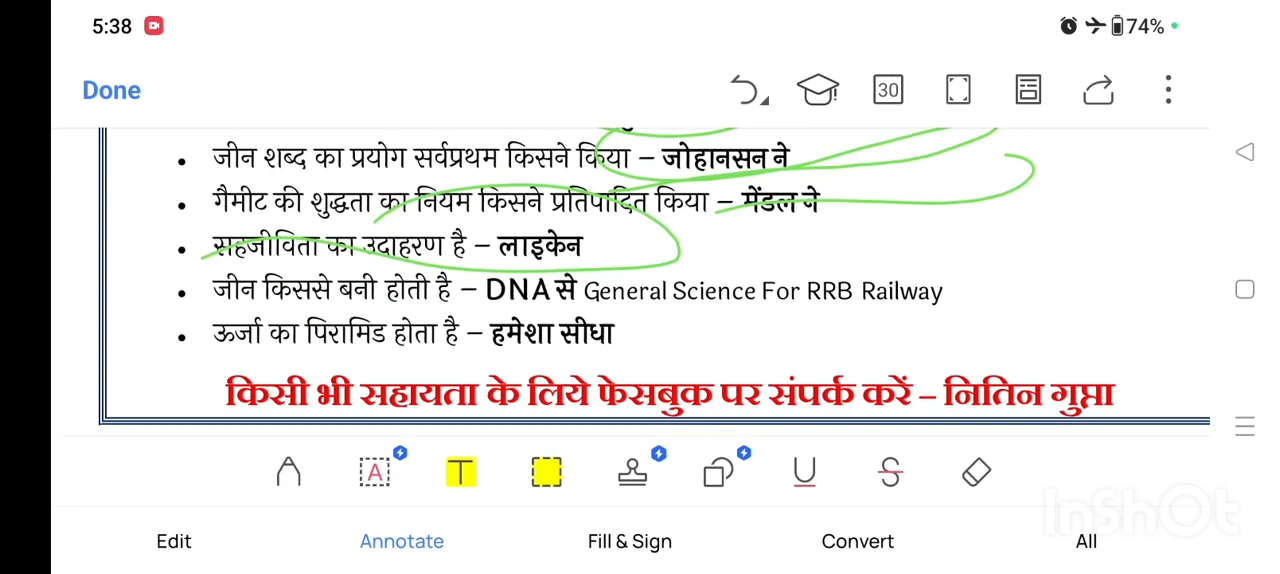 5:38 74%
Done 30
• जीन शब्द का प्रयोग सर्वप्रथम किसने किया – जोहानसन ने
• गैमीट की शुद्धता का नियम किसने प्रतिपादित किया – मेंडल ने
• सहजीविता का उदाहरण है – लाइकेन
• जीन किससे बनी होती है – DNA से General Science For RRB Railway
• ऊर्जा का पिरामिड होता है – हमेशा सीधा
किसी भी सहायता के लिये फेसबुक पर संपर्क करें – नितिन गुप्ता
A T U S
InShOt
Edit Annotate Fill & Sign Convert All